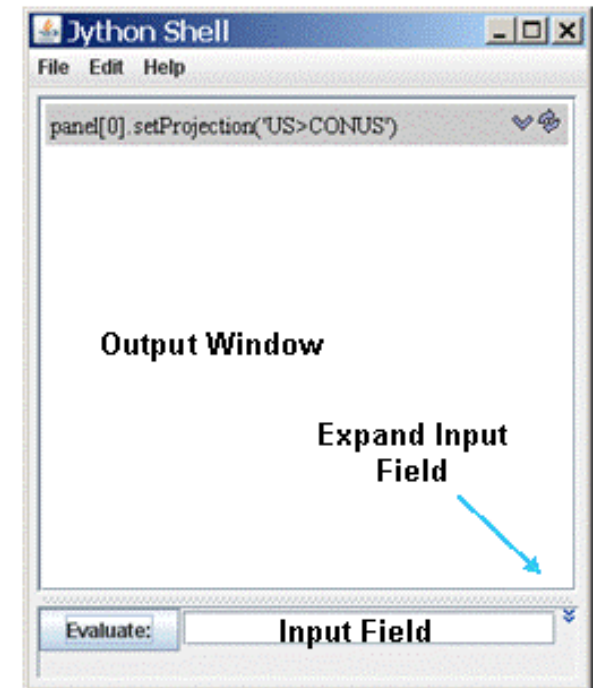 Jython Shell
File Edit Help
panel[0].setProjection('US>CONUS')
Output Window
Expand Input
Field
Evaluate:
Input Field